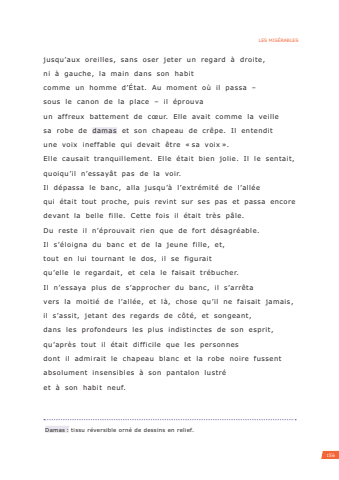 LES MISÉRABLES
jusqu’aux oreilles, sans oser jeter un regard à droite,
ni à gauche, la main dans son habit
comme un homme d’État. Au moment où il passa –
sous le canon de la place – il éprouva
un affreux battement de cœur. Elle avait comme la veille
sa robe de damas et son chapeau de crêpe. Il entendit
une voix ineffable qui devait être « sa voix ».
Elle causait tranquillement. Elle était bien jolie. Il le sentait,
quoiqu’il n’essayât pas de la voir.
Il dépassa le banc, alla jusqu’à l’extrémité de l’allée
qui était tout proche, puis revint sur ses pas et passa encore
devant la belle fille. Cette fois il était très pâle.
Du reste il n’éprouvait rien que de fort désagréable.
Il s’éloigna du banc et de la jeune fille, et,
tout en lui tournant le dos, il se figurait
qu’elle le regardait, et cela le faisait trébucher.
Il n’essaya plus de s’approcher du banc, il s’arrêta
vers la moitié de l’allée, et là, chose qu’il ne faisait jamais,
il s’assit, jetant des regards de côté, et songeant,
dans les profondeurs les plus indistinctes de son esprit,
qu’après tout il était difficile que les personnes
dont il admirait le chapeau blanc et la robe noire fussent
absolument insensibles à son pantalon lustré
et à son habit neuf.
Damas : tissu réversible orné de dessins en relief.